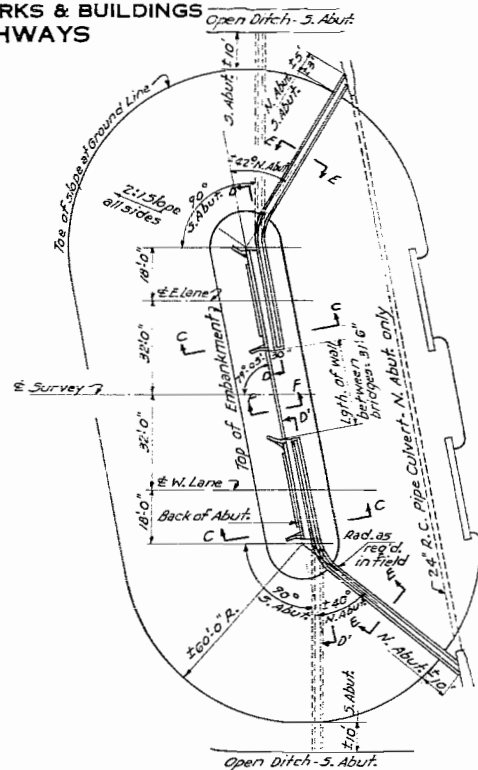 RKS & BUILDINGS
HWAYS
Open Ditch - S. Abut.
±10'
S. Abut.
±5'
N. Abut.
S. Abut.
Toe of slope at Ground Line
E
E
±42° N. Abut.
90°
S. Abut.
D
2:1 Slope
all sides
18'-0"
℄ E. Lane
C
C
32'-0"
Top of Embankment
D
F
F
D'
Lgth. of wall
between
bridges: 31'6"
℄ Survey
32'-0"
24" R.C. Pipe Culvert - N. Abut. only
℄ W. Lane
18'-0"
Back of Abut.
C
C
Rad. as
req'd.
in field
90°
S. Abut.
±40°
N. Abut.
E
E
±60'-0" R.
D'
N. Abut.
±10'
±10'
S. Abut.
Open Ditch - S. Abut.